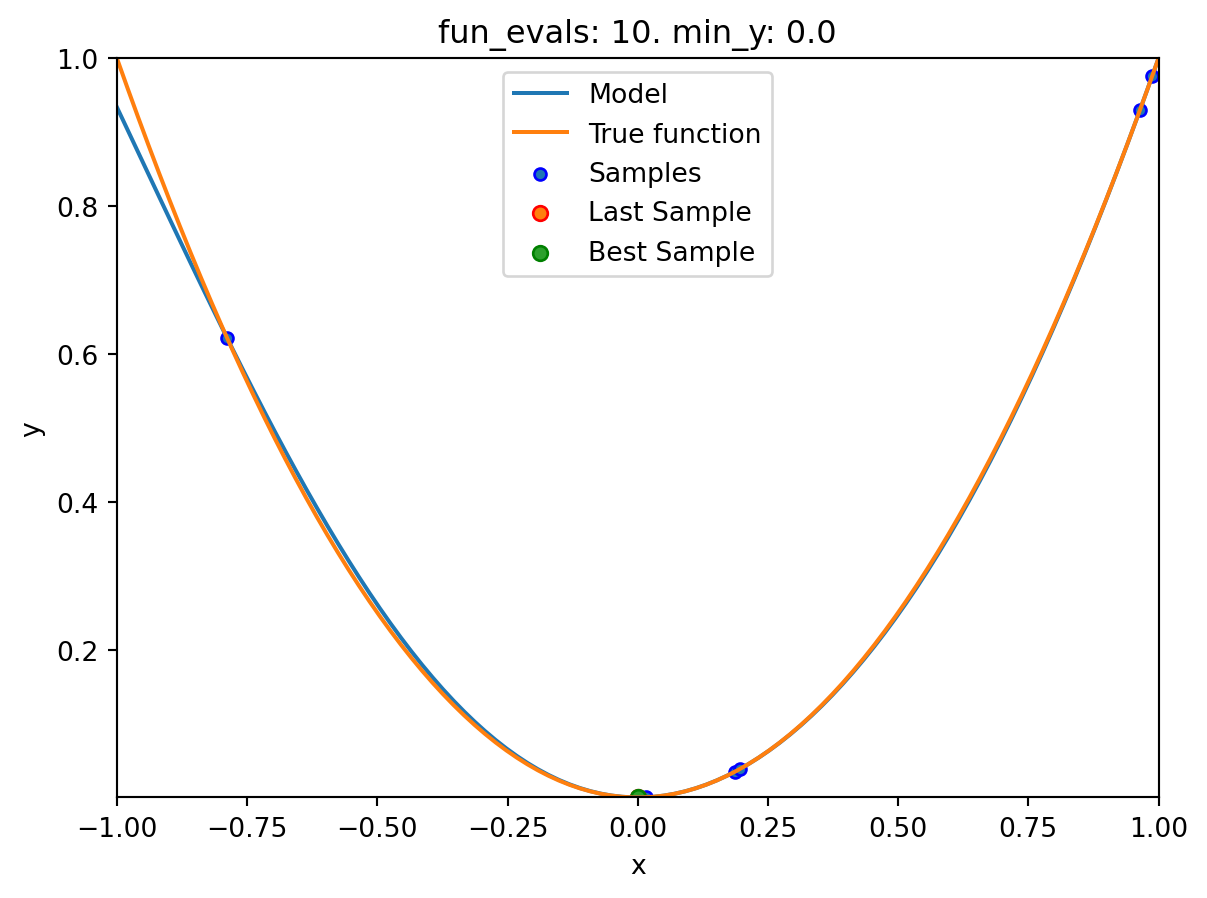 fun_evals: 10. min_y: 0.0
Model
True function
Samples
Last Sample
Best Sample
1.0
0.8
0.6
0.4
0.2
y
−1.00 −0.75 −0.50 −0.25 0.00 0.25 0.50 0.75 1.00
x